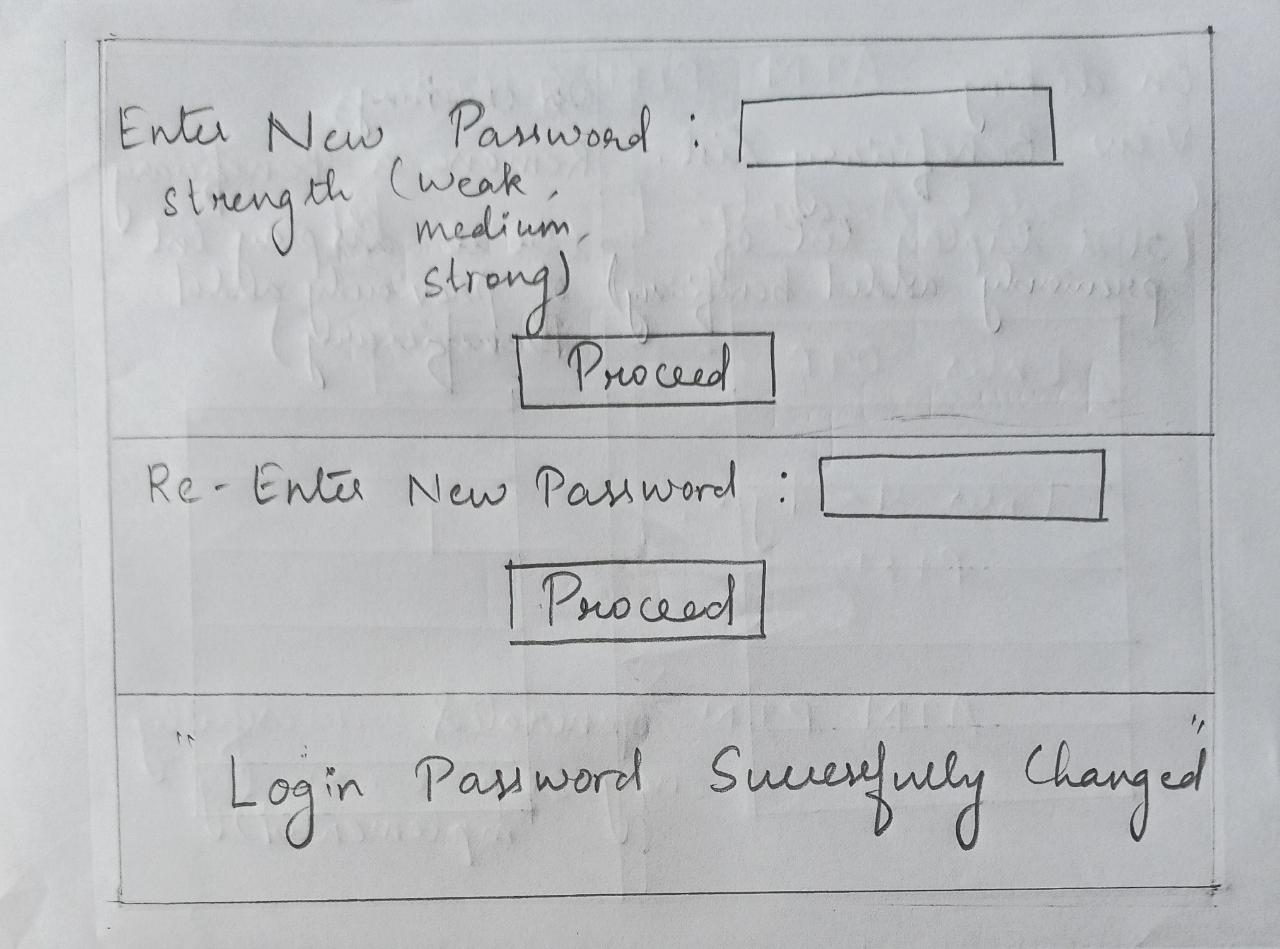 Enter New Password :
strength (weak,
medium,
strong)
Proceed
Re-Enter New Password :
Proceed
"Login Password Successfully Changed"